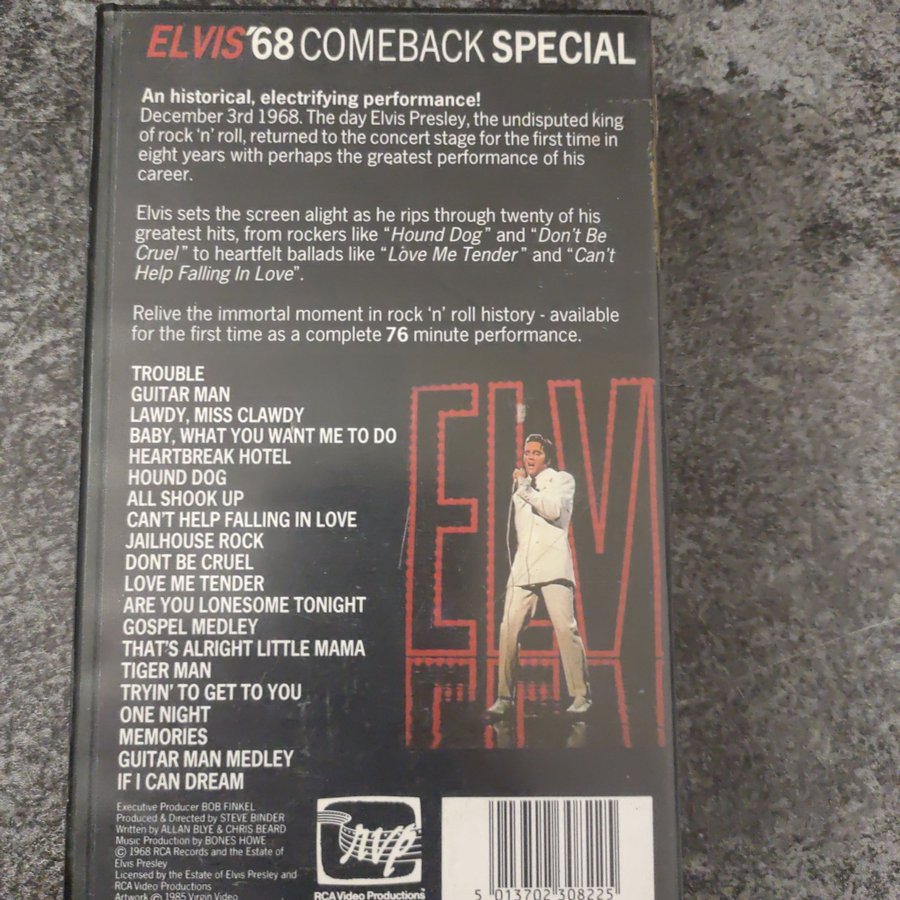 ELVIS '68 COMEBACK SPECIAL
An historical, electrifying performance!
December 3rd 1968. The day Elvis Presley, the undisputed king
of rock 'n' roll, returned to the concert stage for the first time in
eight years with perhaps the greatest performance of his
career.
Elvis sets the screen alight as he rips through twenty of his
greatest hits, from rockers like "Hound Dog" and "Don't Be
Cruel" to heartfelt ballads like "Love Me Tender" and "Can't
Help Falling In Love".
Relive the immortal moment in rock 'n' roll history - available
for the first time as a complete 76 minute performance.
TROUBLE
GUITAR MAN
LAWDY, MISS CLAWDY
BABY, WHAT YOU WANT ME TO DO
HEARTBREAK HOTEL
HOUND DOG
ALL SHOOK UP
CAN'T HELP FALLING IN LOVE
JAILHOUSE ROCK
DONT BE CRUEL
LOVE ME TENDER
ARE YOU LONESOME TONIGHT
GOSPEL MEDLEY
THAT'S ALRIGHT LITTLE MAMA
TIGER MAN
TRYIN' TO GET TO YOU
ONE NIGHT
MEMORIES
GUITAR MAN MEDLEY
IF I CAN DREAM
ELVI
Executive Producer BOB FINKEL
Produced & Directed by STEVE BINDER
Written by ALLAN BLYE & CHRIS BEARD
Music Production by BONES HOWE
© 1968 RCA Records and the Estate of
Elvis Presley
Licensed by the Estate of Elvis Presley and
RCA Video Productions
Artwork © 1985 Virgin Video
rvp
RCA Video Productions™
5 013702 308225